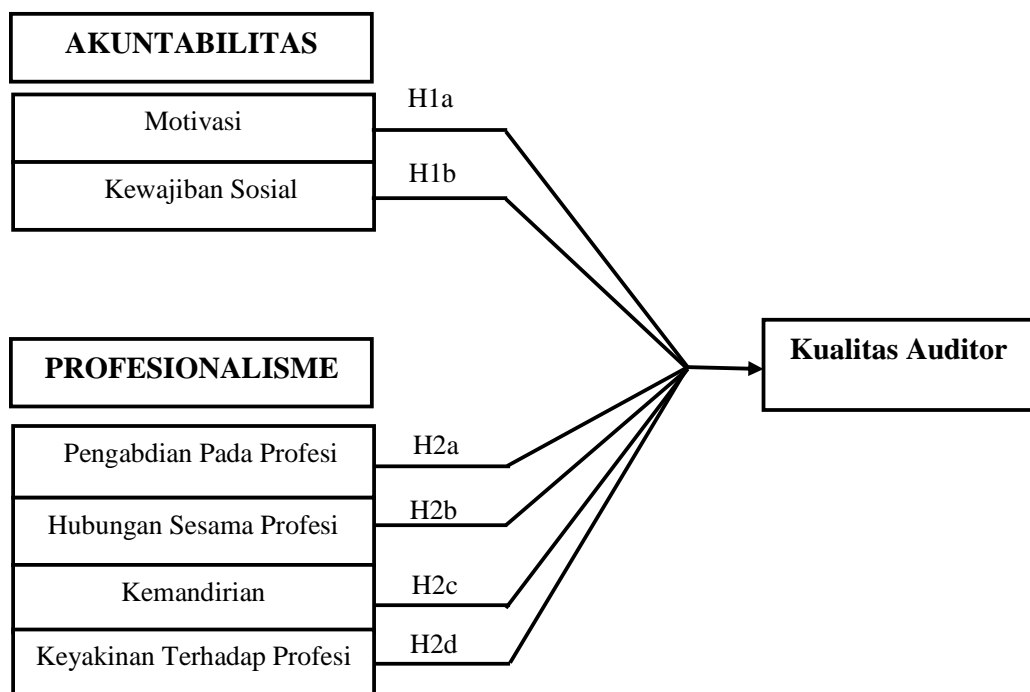 AKUNTABILITAS
Motivasi
H1a
Kewajiban Sosial
H1b
PROFESIONALISME
Kualitas Auditor
Pengabdian Pada Profesi
H2a
Hubungan Sesama Profesi
H2b
Kemandirian
H2c
Keyakinan Terhadap Profesi
H2d